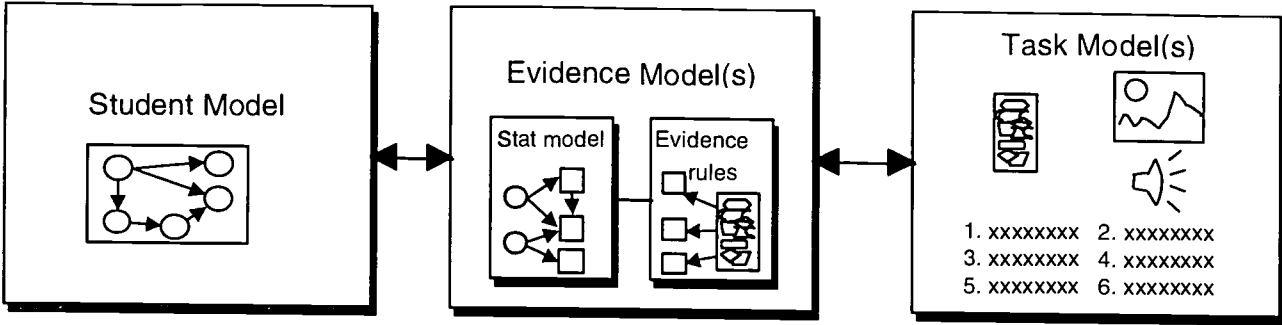 Student Model
Evidence Model(s)
Stat model
Evidence
rules
Task Model(s)
1. xxxxxxxx 2. xxxxxxxx
3. xxxxxxxx 4. xxxxxxxx
5. xxxxxxxx 6. xxxxxxxx